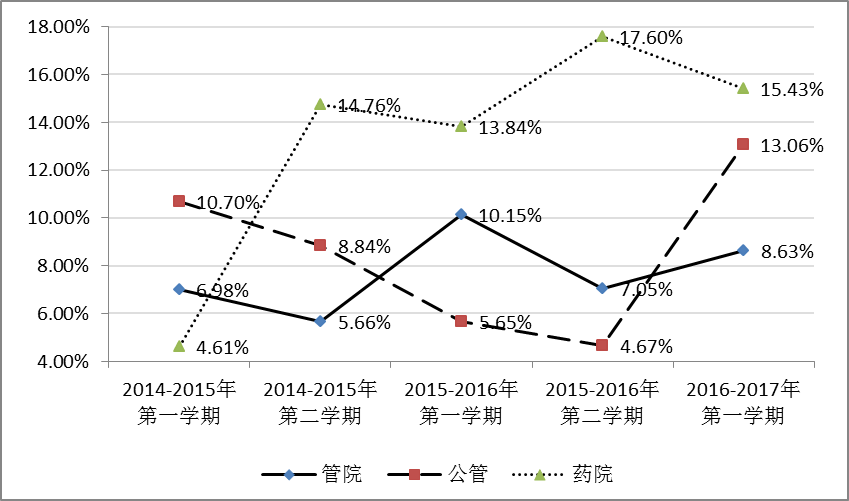 18.00%
16.00%
14.00%
12.00%
10.00%
8.00%
6.00%
4.00%
17.60%
15.43%
14.76%
13.84%
13.06%
10.70%
10.15%
8.84%
8.63%
6.98%
7.05%
5.66%
5.65%
4.61%
4.67%
2014-2015年
第一学期
2014-2015年
第二学期
2015-2016年
第一学期
2015-2016年
第二学期
2016-2017年
第一学期
管院 公管 药院